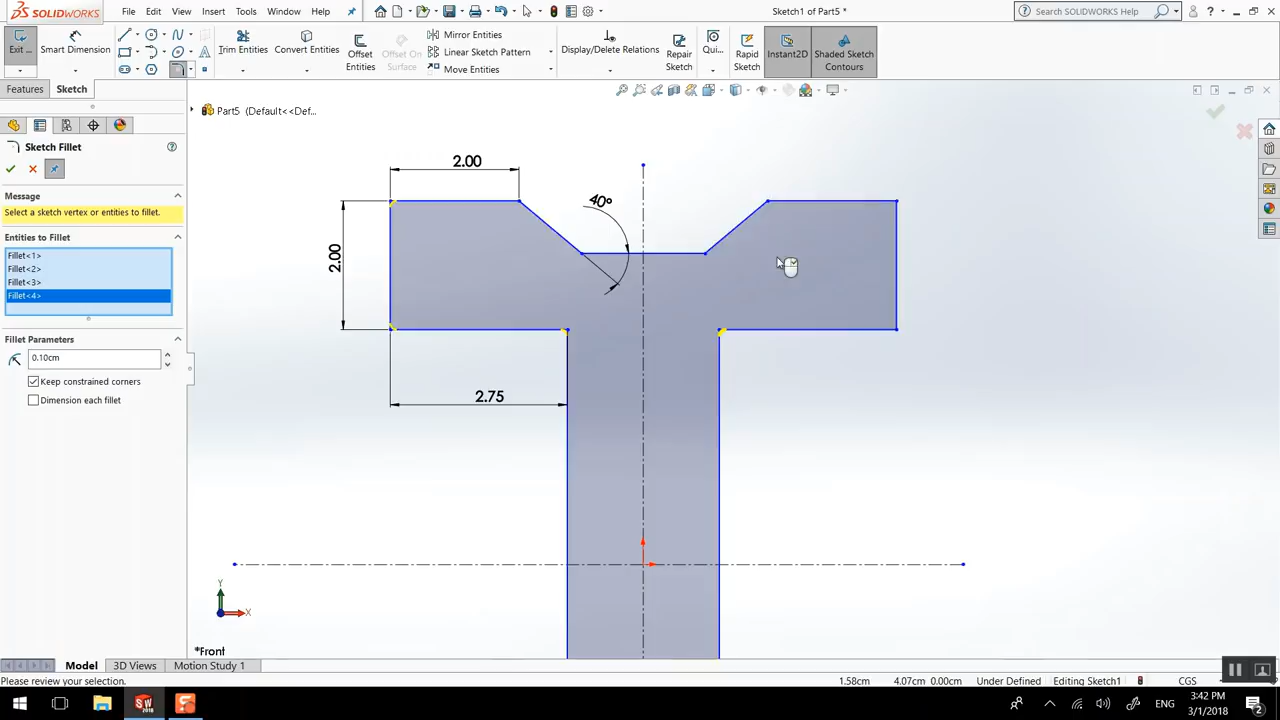 SOLIDWORKS
File
Edit
View
Insert
Tools
Window
Help
Sketch1 of Part5 *
Search SOLIDWORKS Help
Exit ...
Smart Dimension
Trim Entities
Convert Entities
Offset Entities
Offset On Surface
Mirror Entities
Linear Sketch Pattern
Move Entities
Display/Delete Relations
Repair Sketch
Qui...
Rapid Sketch
Instant2D
Shaded Sketch Contours
Features
Sketch
Part5 (Default<<Def...
Sketch Fillet
Message
Select a sketch vertex or entities to fillet.
Entities to Fillet
Fillet<1>
Fillet<2>
Fillet<3>
Fillet<4>
Fillet Parameters
0.10cm
Keep constrained corners
Dimension each fillet
2.00
40°
2.00
2.75
Y
X
*Front
Model
3D Views
Motion Study 1
Please review your selection.
1.58cm
4.07cm
0.00cm
Under Defined
Editing Sketch1
CGS
ENG
3:42 PM
3/1/2018
2